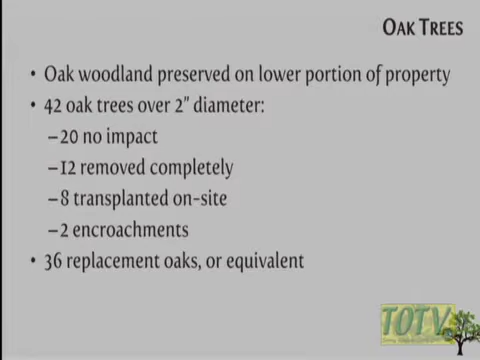 OAK TREES
• Oak woodland preserved on lower portion of property
• 42 oak trees over 2" diameter:
–20 no impact
–12 removed completely
–8 transplanted on-site
–2 encroachments
• 36 replacement oaks, or equivalent
TOTV